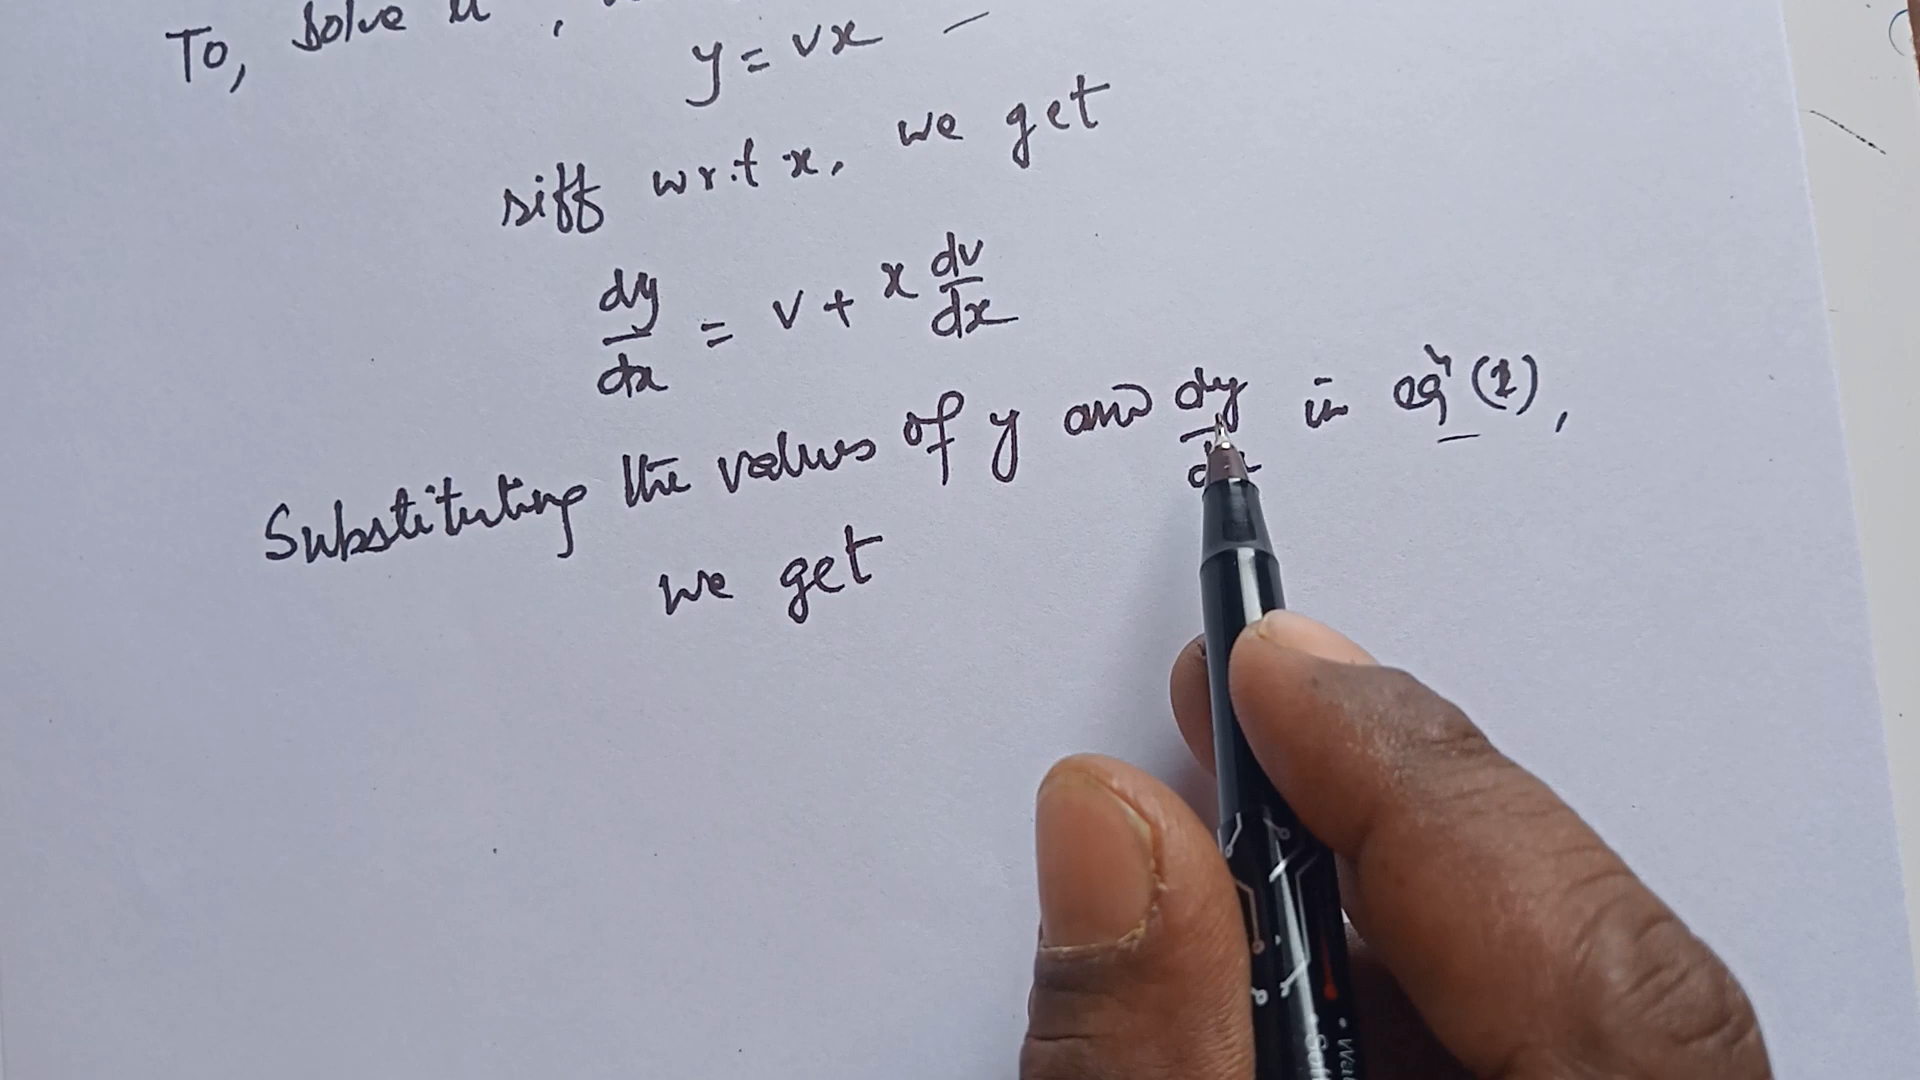 To, solve it,
y = vx —
diff w.r.t x, we get
dy/dx = v + x dv/dx
Substituting the values of y and dy/dx in eqn (1),
we get